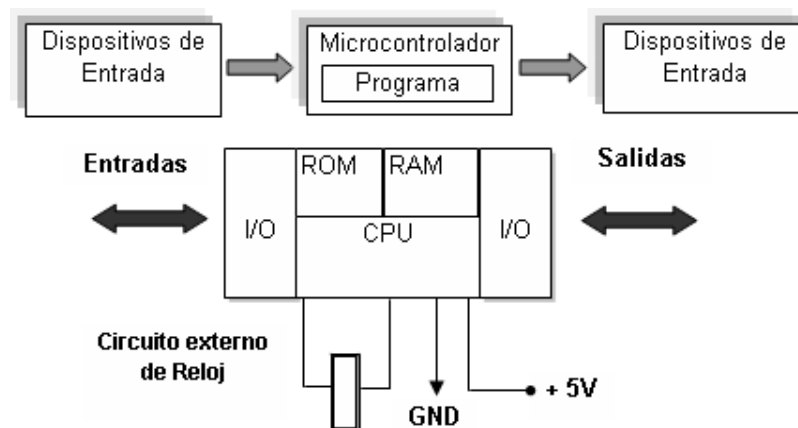 Dispositivos de
Entrada
Microcontrolador
Programa
Dispositivos de
Entrada
Entradas
Salidas
ROM
RAM
I/O
CPU
I/O
Circuito externo
de Reloj
GND
+ 5V